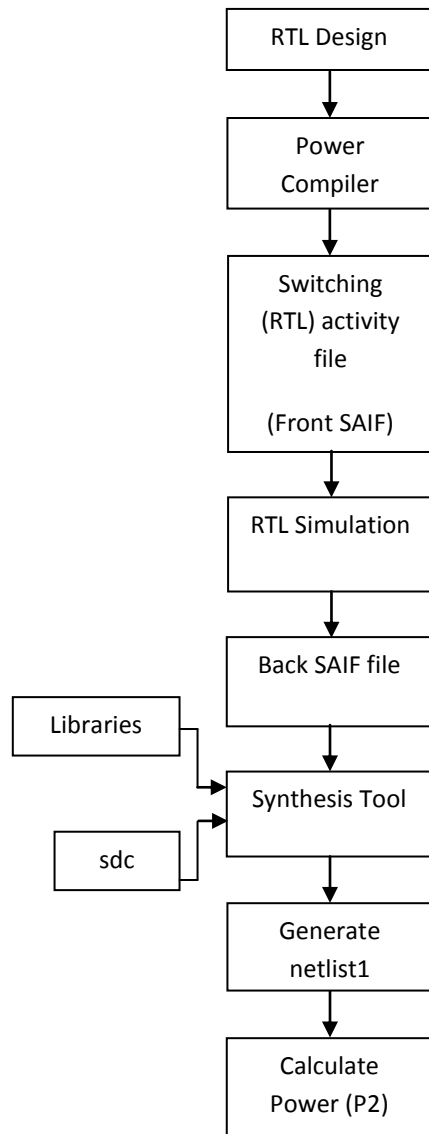 RTL Design
Power
Compiler
Switching
(RTL) activity
file
(Front SAIF)
RTL Simulation
Back SAIF file
Libraries
Synthesis Tool
sdc
Generate
netlist1
Calculate
Power (P2)